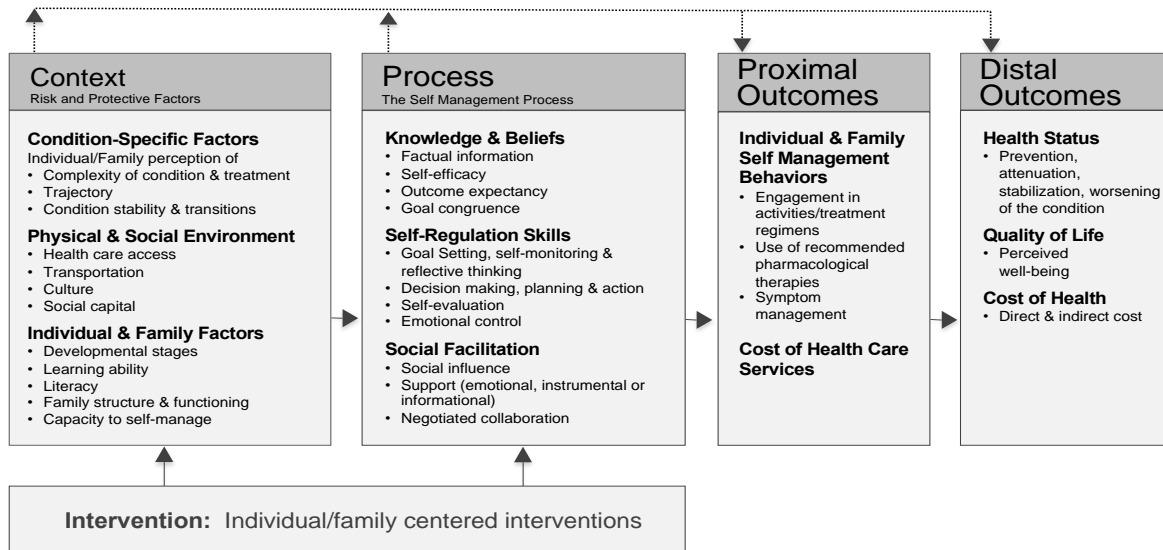 Context
Risk and Protective Factors
Condition-Specific Factors
Individual/Family perception of
• Complexity of condition & treatment
• Trajectory
• Condition stability & transitions
Physical & Social Environment
• Health care access
• Transportation
• Culture
• Social capital
Individual & Family Factors
• Developmental stages
• Learning ability
• Literacy
• Family structure & functioning
• Capacity to self-manage
Process
The Self Management Process
Knowledge & Beliefs
• Factual information
• Self-efficacy
• Outcome expectancy
• Goal congruence
Self-Regulation Skills
• Goal Setting, self-monitoring &
reflective thinking
• Decision making, planning & action
• Self-evaluation
• Emotional control
Social Facilitation
• Social influence
• Support (emotional, instrumental or
informational)
• Negotiated collaboration
Proximal
Outcomes
Individual & Family
Self Management
Behaviors
• Engagement in
activities/treatment
regimens
• Use of recommended
pharmacological
therapies
• Symptom
management
Cost of Health Care
Services
Distal
Outcomes
Health Status
• Prevention,
attenuation,
stabilization, worsening
of the condition
Quality of Life
• Perceived
well-being
Cost of Health
• Direct & indirect cost
Intervention: Individual/family centered interventions